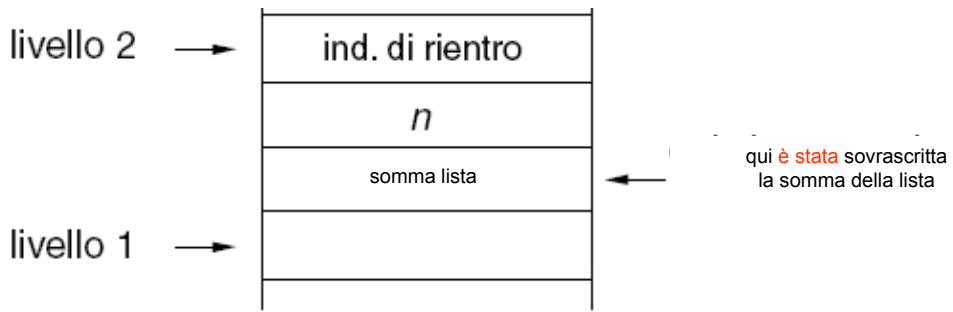 livello 2
ind. di rientro
n
somma lista
qui è stata sovrascritta
la somma della lista
livello 1